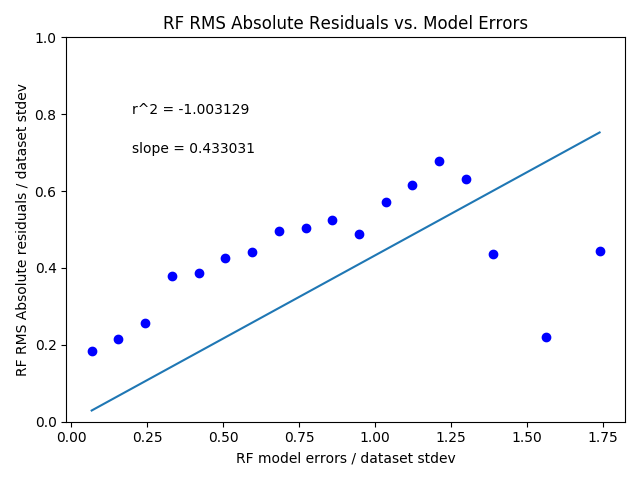 RF RMS Absolute Residuals vs. Model Errors
1.0
0.8
0.6
0.4
0.2
0.0
RF RMS Absolute residuals / dataset stdev
r^2 = -1.003129
slope = 0.433031
0.00 0.25 0.50 0.75 1.00 1.25 1.50 1.75
RF model errors / dataset stdev